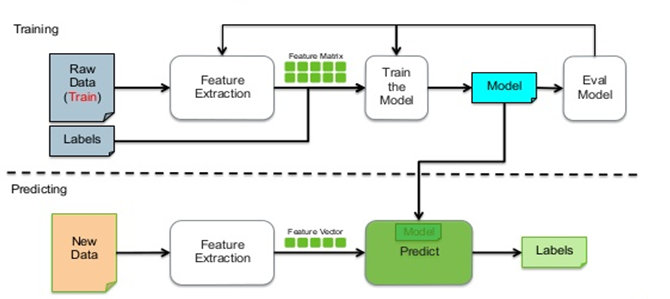 Training
Raw
Data
(Train)
Feature
Extraction
Feature Matrix
Train
the
Model
Model
Eval
Model
Labels
Predicting
New
Data
Feature
Extraction
Feature Vector
Model
Predict
Labels